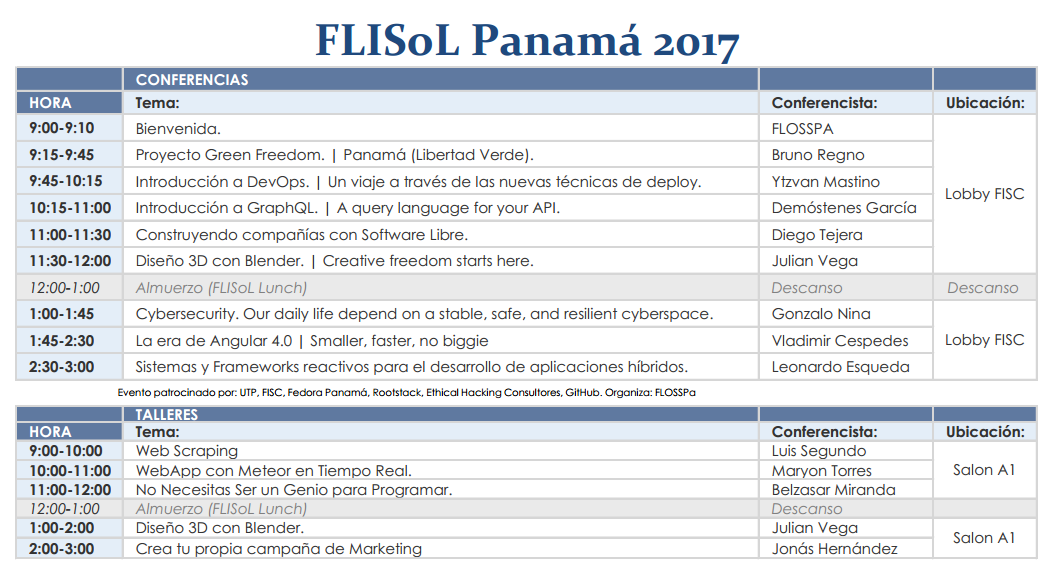 FLISoL Panamá 2017
CONFERENCIAS
HORA Tema: Conferencista: Ubicación:
9:00-9:10 Bienvenida. FLOSSPA
9:15-9:45 Proyecto Green Freedom. | Panamá (Libertad Verde). Bruno Regno
9:45-10:15 Introducción a DevOps. | Un viaje a través de las nuevas técnicas de deploy. Ytzvan Mastino
Lobby FISC
10:15-11:00 Introducción a GraphQL. | A query language for your API. Demóstenes García
11:00-11:30 Construyendo compañías con Software Libre. Diego Tejera
11:30-12:00 Diseño 3D con Blender. | Creative freedom starts here. Julian Vega
12:00-1:00 Almuerzo (FLISoL Lunch) Descanso Descanso
1:00-1:45 Cybersecurity. Our daily life depend on a stable, safe, and resilient cyberspace. Gonzalo Nina
1:45-2:30 La era de Angular 4.0 | Smaller, faster, no biggie Vladimir Cespedes Lobby FISC
2:30-3:00 Sistemas y Frameworks reactivos para el desarrollo de aplicaciones híbridos. Leonardo Esqueda
Evento patrocinado por: UTP, FISC, Fedora Panamá, Rootstack, Ethical Hacking Consultores, GitHub. Organiza: FLOSSPa
TALLERES
HORA Tema: Conferencista: Ubicación:
9:00-10:00 Web Scraping Luis Segundo
10:00-11:00 WebApp con Meteor en Tiempo Real. Maryon Torres Salon A1
11:00-12:00 No Necesitas Ser un Genio para Programar. Belzasar Miranda
12:00-1:00 Almuerzo (FLISoL Lunch) Descanso
1:00-2:00 Diseño 3D con Blender. Julian Vega
Salon A1
2:00-3:00 Crea tu propia campaña de Marketing Jonás Hernández